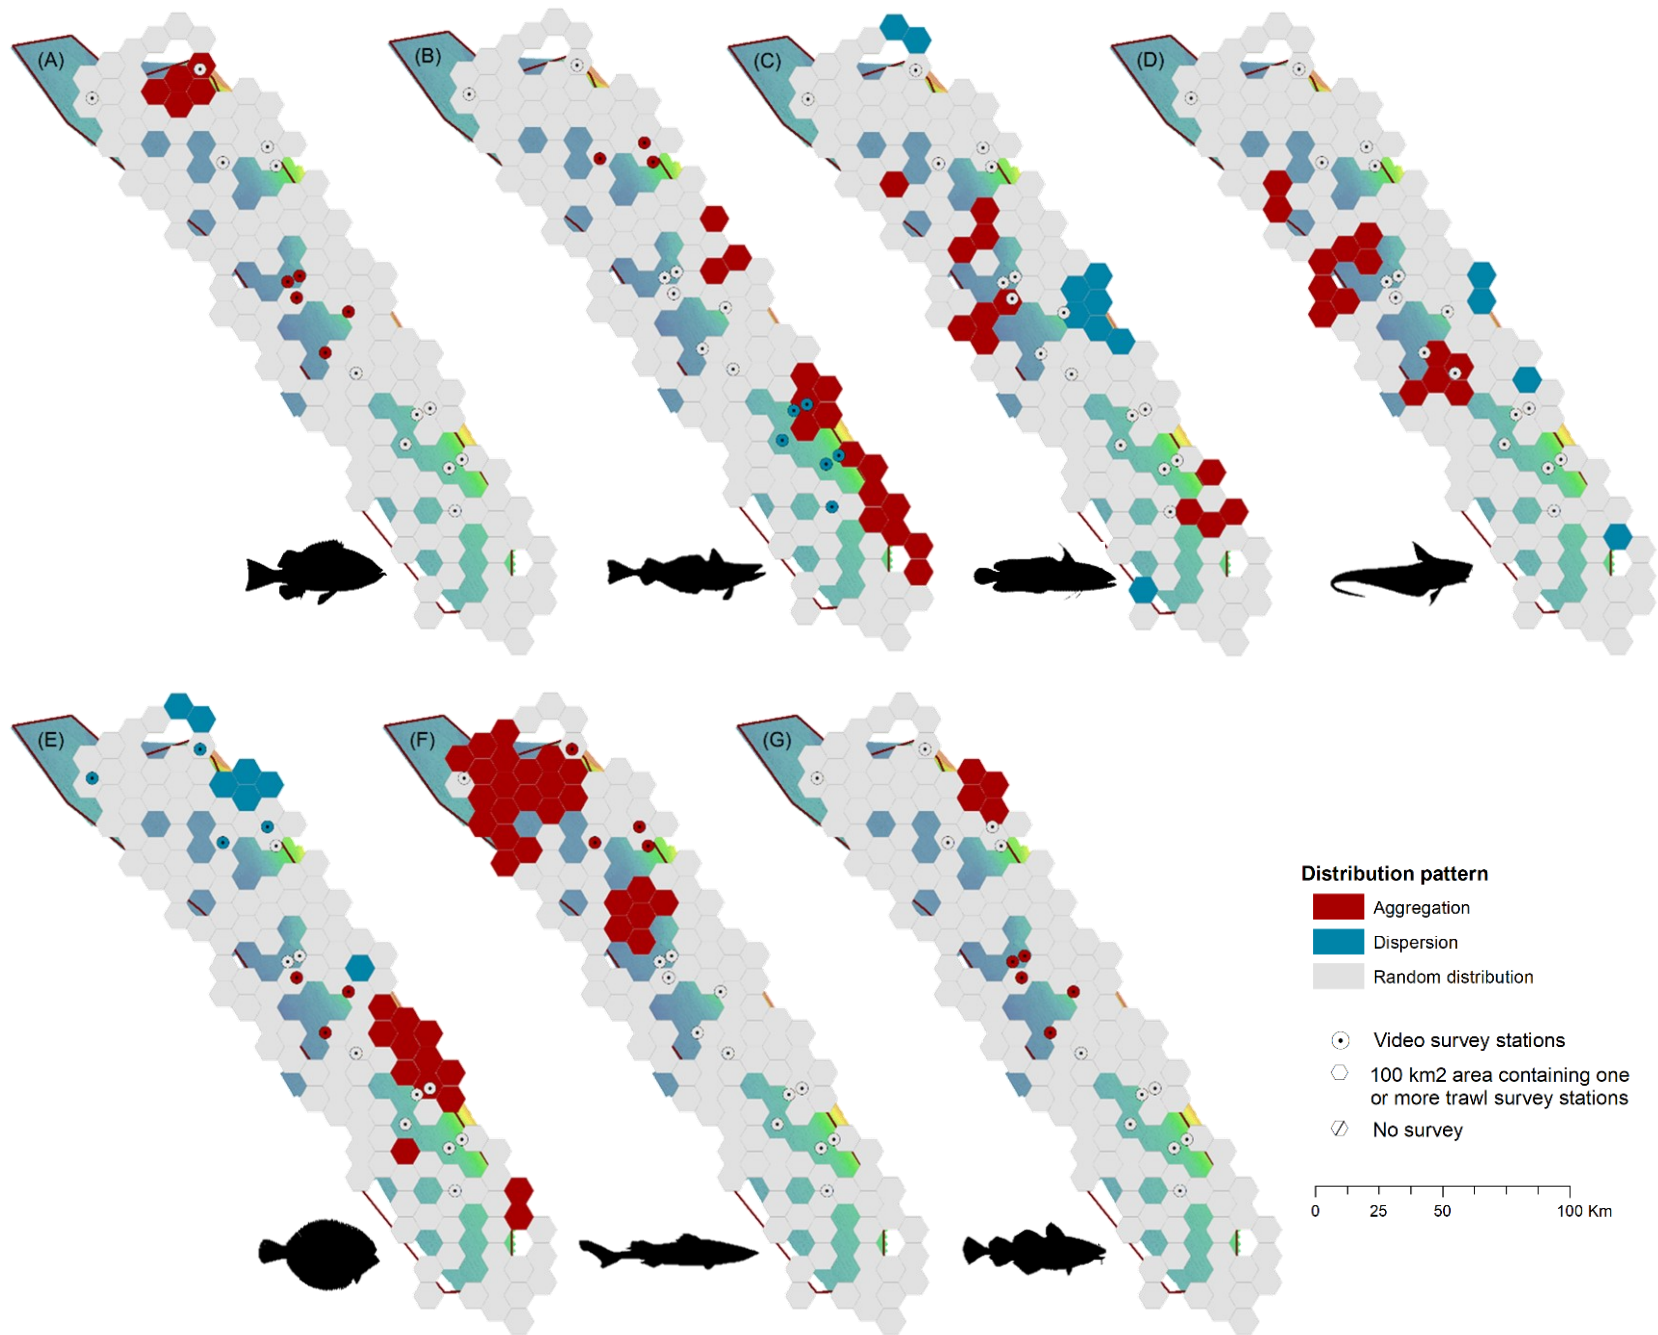 (A)
(B)
(C)
(D)
(E)
(F)
(G)
Distribution pattern
Aggregation
Dispersion
Random distribution
Video survey stations
100 km2 area containing one
or more trawl survey stations
No survey
0 25 50 100 Km